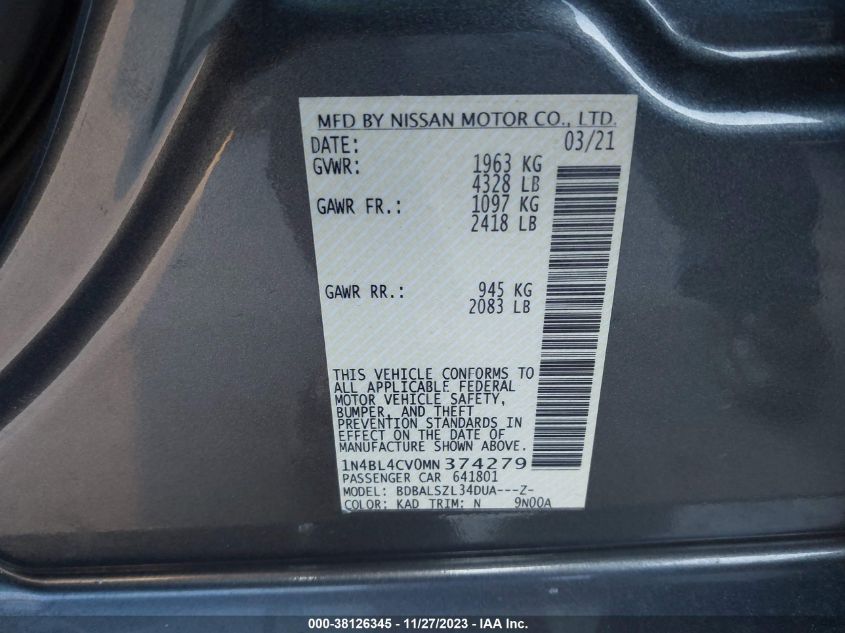 MFD BY NISSAN MOTOR CO., LTD.
DATE: 03/21
GVWR: 1963 KG
4328 LB
GAWR FR.: 1097 KG
2418 LB
GAWR RR.: 945 KG
2083 LB
THIS VEHICLE CONFORMS TO
ALL APPLICABLE FEDERAL
MOTOR VEHICLE SAFETY,
BUMPER, AND THEFT
PREVENTION STANDARDS IN
EFFECT ON THE DATE OF
MANUFACTURE SHOWN ABOVE.
1N4BL4CV0MN374279
PASSENGER CAR 641801
MODEL: BDBALSZL34DUA---Z-
COLOR: KAD TRIM: N 9N00A
000-38126345 - 11/27/2023 - IAA Inc.